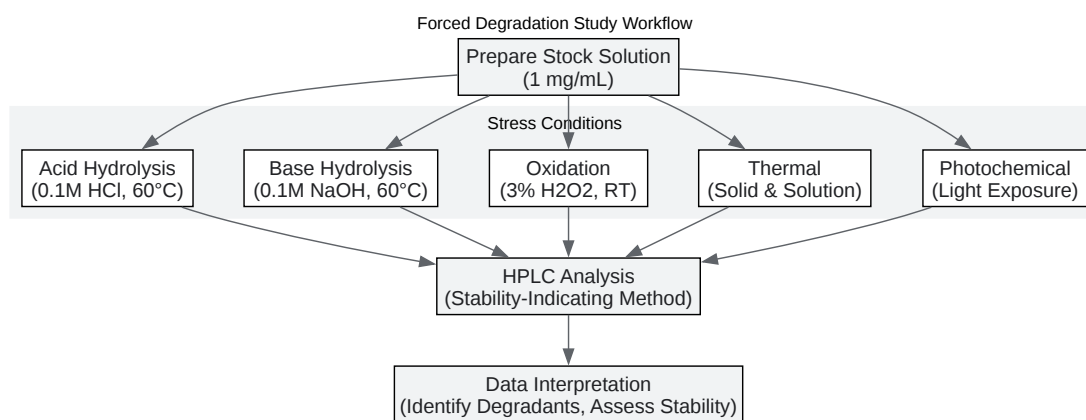 Forced Degradation Study Workflow
Prepare Stock Solution
(1 mg/mL)
Stress Conditions
Acid Hydrolysis
(0.1M HCl, 60°C)
Base Hydrolysis
(0.1M NaOH, 60°C)
Oxidation
(3% H2O2, RT)
Thermal
(Solid & Solution)
Photochemical
(Light Exposure)
HPLC Analysis
(Stability-Indicating Method)
Data Interpretation
(Identify Degradants, Assess Stability)